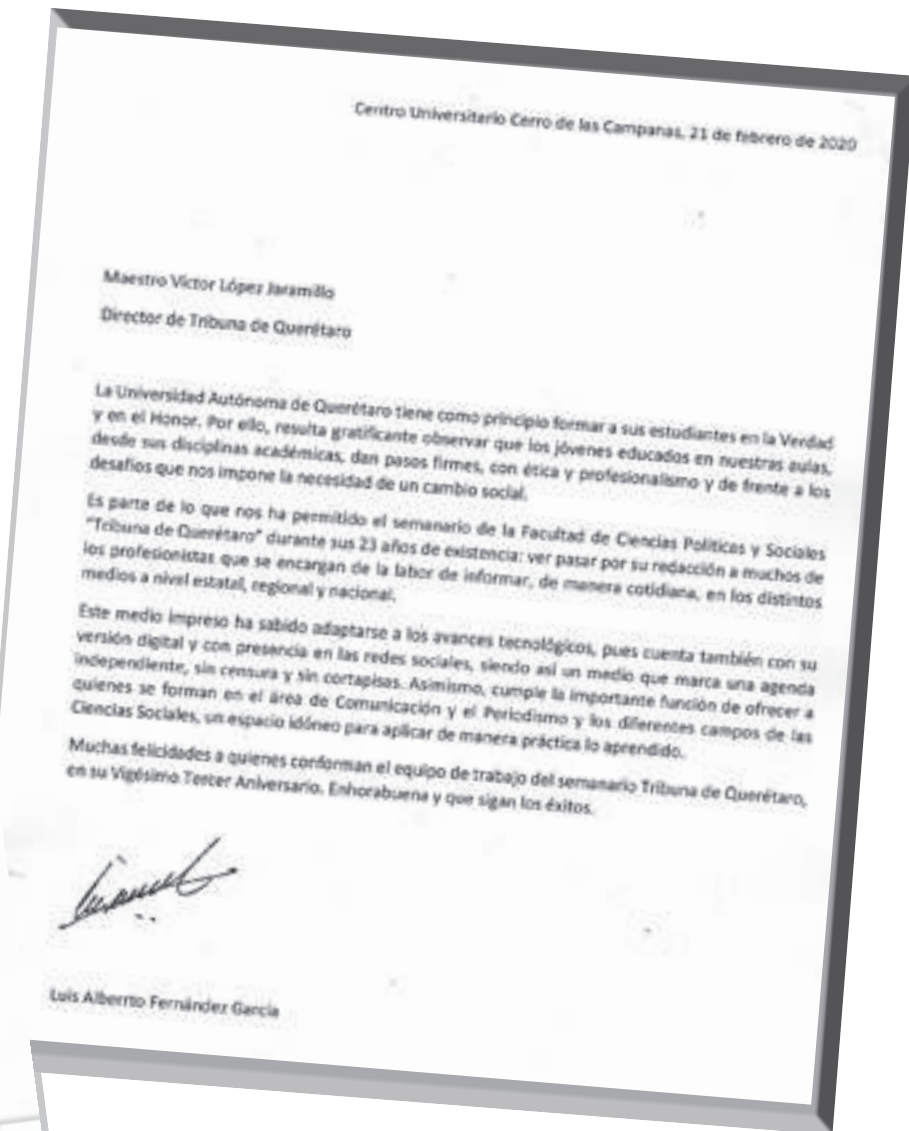 Centro Universitario Cerro de las Campanas, 21 de febrero de 2020
Maestro Víctor López Jaramillo
Director de Tribuna de Querétaro
La Universidad Autónoma de Querétaro tiene como principio formar a sus estudiantes en la Verdad
y en el Honor. Por ello, resulta gratificante observar que los jóvenes educados en nuestras aulas,
desde sus disciplinas académicas, dan pasos firmes, con ética y profesionalismo y de frente a los
desafíos que nos impone la necesidad de un cambio social.
Es parte de lo que nos ha permitido el semanario de la Facultad de Ciencias Políticas y Sociales
"Tribuna de Querétaro" durante sus 23 años de existencia: ver pasar por su redacción a muchos de
los profesionistas que se encargan de la labor de informar, de manera cotidiana, en los distintos
medios a nivel estatal, regional y nacional.
Este medio impreso ha sabido adaptarse a los avances tecnológicos, pues cuenta también con su
versión digital y con presencia en las redes sociales, siendo así un medio que marca una agenda
independiente, sin censura y sin cortapisas. Asimismo, cumple la importante función de ofrecer a
quienes se forman en el área de Comunicación y el Periodismo y los diferentes campos de las
Ciencias Sociales, un espacio idóneo para aplicar de manera práctica lo aprendido.
Muchas felicidades a quienes conforman el equipo de trabajo del semanario Tribuna de Querétaro,
en su Vigésimo Tercer Aniversario. Enhorabuena y que sigan los éxitos.
Luis Alberrto Fernández García